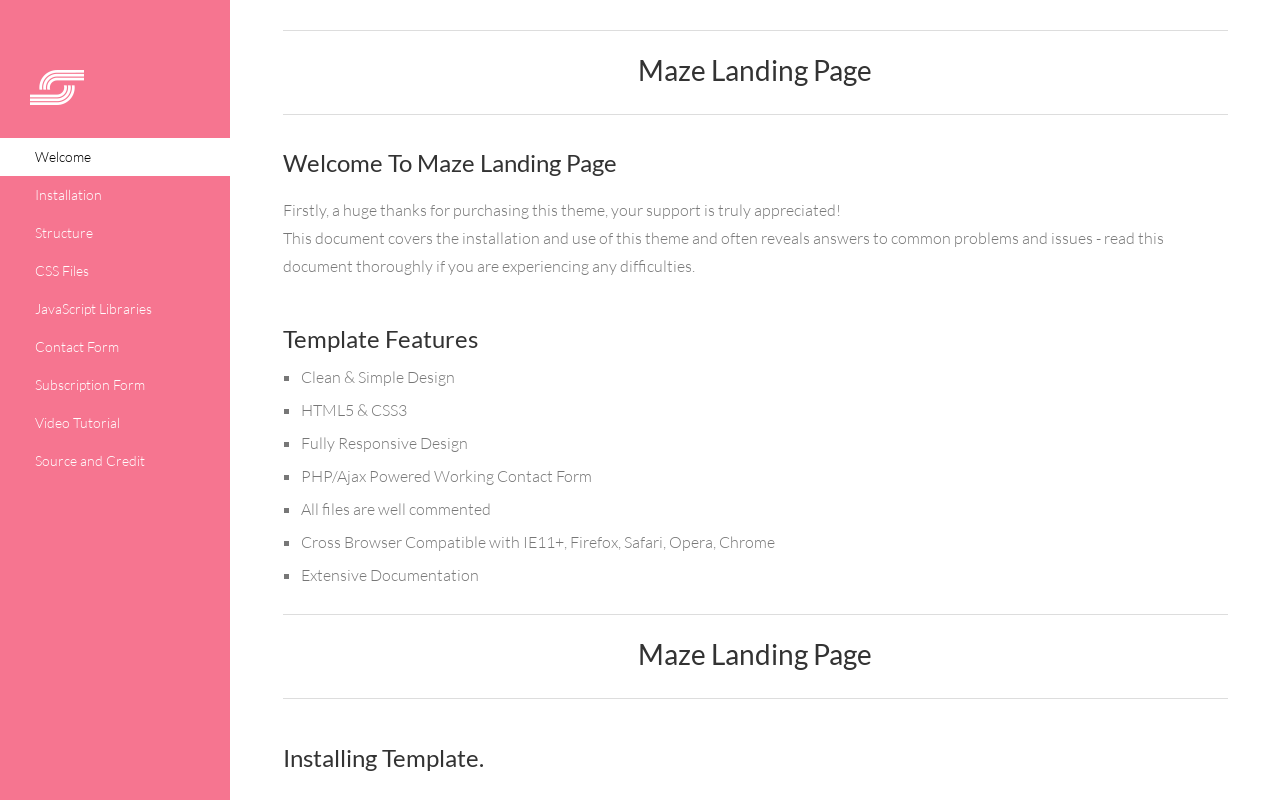 Welcome
Installation
Structure
CSS Files
JavaScript Libraries
Contact Form
Subscription Form
Video Tutorial
Source and Credit
Maze Landing Page
Welcome To Maze Landing Page
Firstly, a huge thanks for purchasing this theme, your support is truly appreciated!
This document covers the installation and use of this theme and often reveals answers to common problems and issues - read this
document thoroughly if you are experiencing any difficulties.
Template Features
Clean & Simple Design
HTML5 & CSS3
Fully Responsive Design
PHP/Ajax Powered Working Contact Form
All files are well commented
Cross Browser Compatible with IE11+, Firefox, Safari, Opera, Chrome
Extensive Documentation
Maze Landing Page
Installing Template.